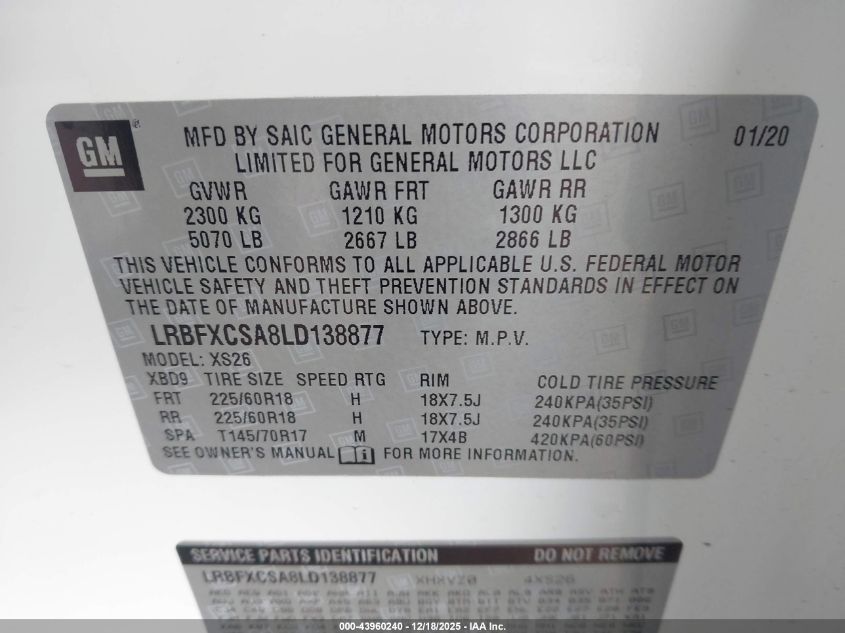 GM
MFD BY SAIC GENERAL MOTORS CORPORATION 01/20
LIMITED FOR GENERAL MOTORS LLC
GVWR GAWR FRT GAWR RR
2300 KG 1210 KG 1300 KG
5070 LB 2667 LB 2866 LB
THIS VEHICLE CONFORMS TO ALL APPLICABLE U.S. FEDERAL MOTOR
VEHICLE SAFETY AND THEFT PREVENTION STANDARDS IN EFFECT ON
THE DATE OF MANUFACTURE SHOWN ABOVE.
LRBFXCSA8LD138877 TYPE: M.P.V.
MODEL: XS26
XBD9 TIRE SIZE SPEED RTG RIM COLD TIRE PRESSURE
FRT 225/60R18 H 18X7.5J 240KPA(35PSI)
RR 225/60R18 H 18X7.5J 240KPA(35PSI)
SPA T145/70R17 M 17X4B 420KPA(60PSI)
SEE OWNER'S MANUAL FOR MORE INFORMATION.
SERVICE PARTS IDENTIFICATION DO NOT REMOVE
LRBFXCSA8LD138877 4XS26
000-43960240 - 12/18/2025 - IAA Inc.